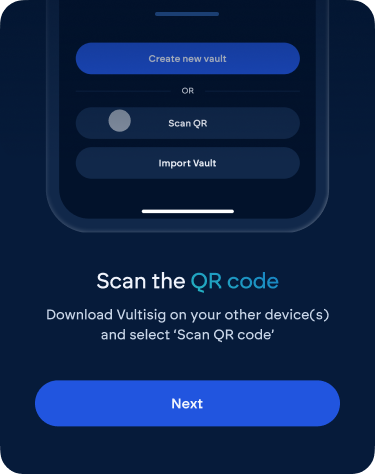 Create new vault
OR
Scan QR
Import Vault
Scan the QR code
Download Vultisig on your other device(s)
and select ‘Scan QR code’
Next